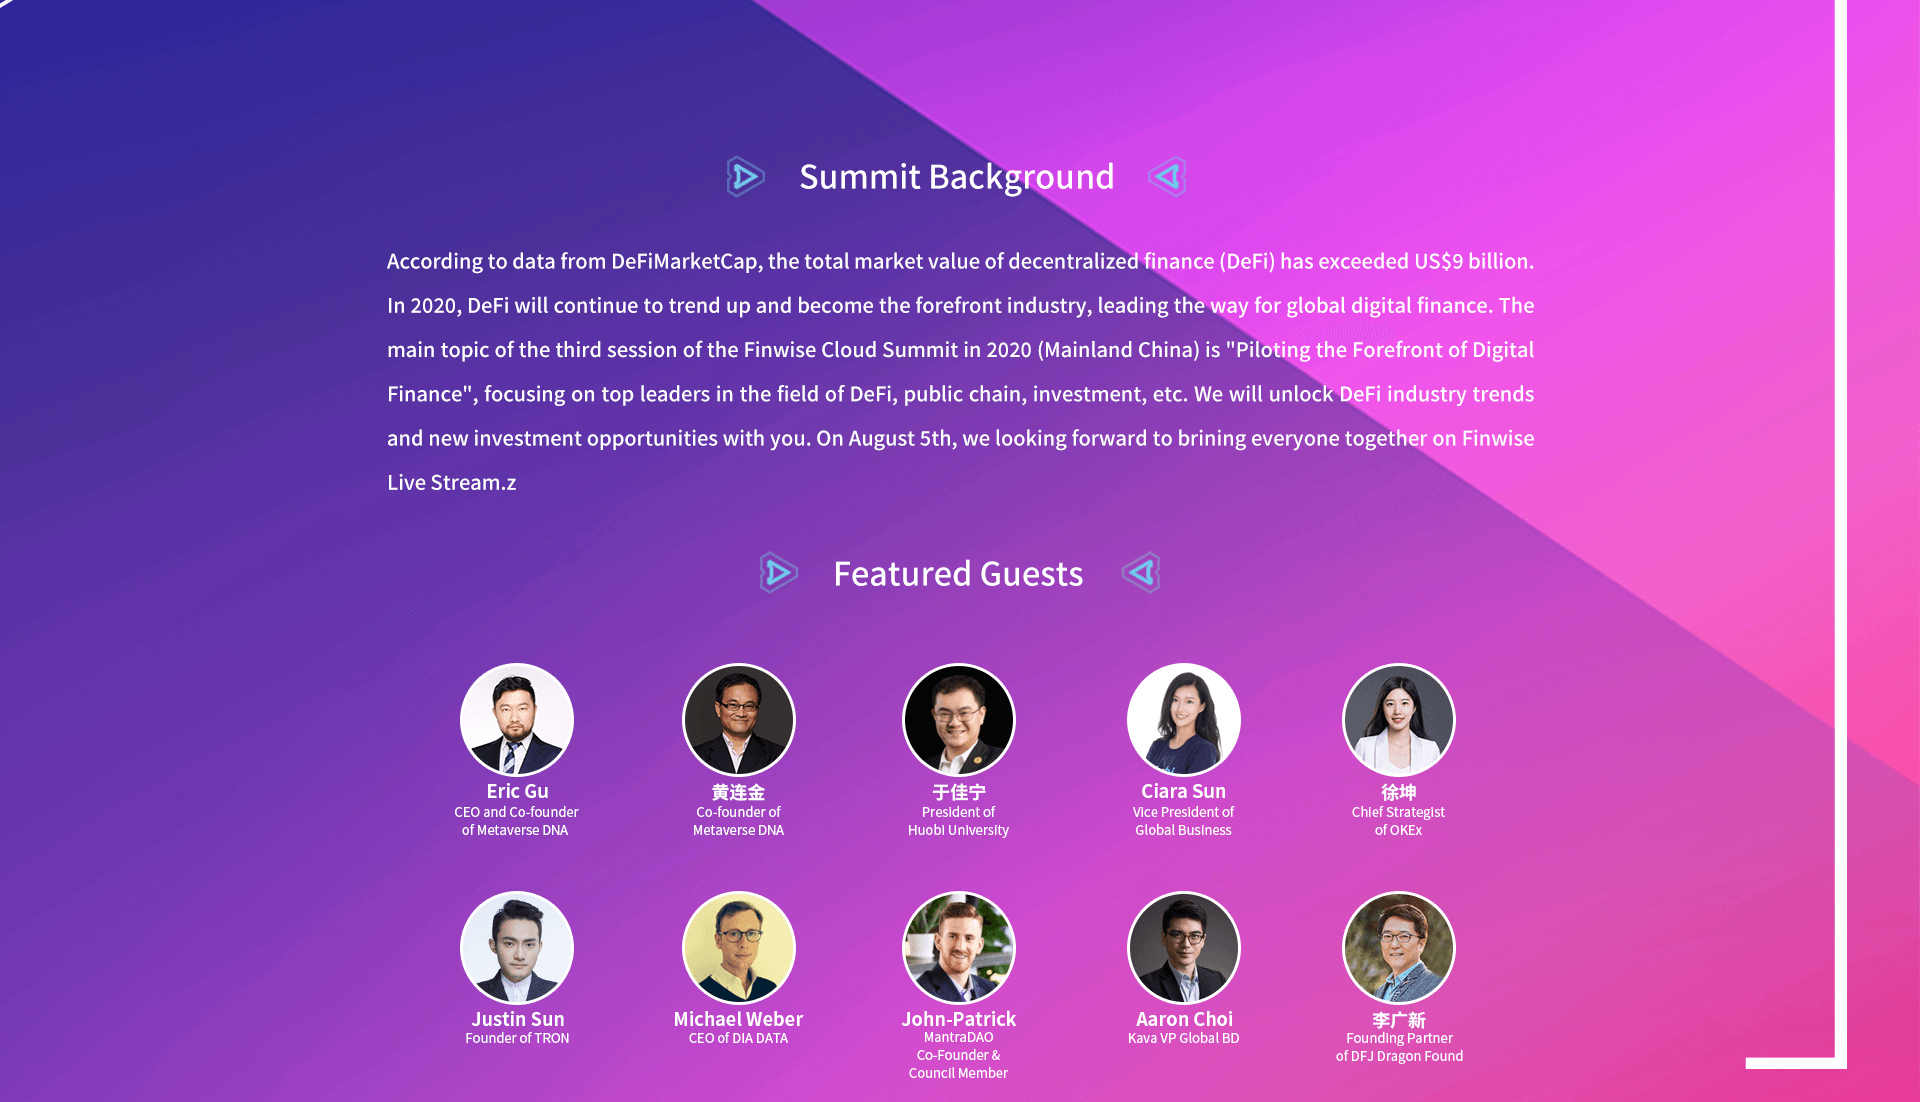 Summit Background
According to data from DeFiMarketCap, the total market value of decentralized finance (DeFi) has exceeded US$9 billion.
In 2020, DeFi will continue to trend up and become the forefront industry, leading the way for global digital finance. The
main topic of the third session of the Finwise Cloud Summit in 2020 (Mainland China) is "Piloting the Forefront of Digital
Finance", focusing on top leaders in the field of DeFi, public chain, investment, etc. We will unlock DeFi industry trends
and new investment opportunities with you. On August 5th, we looking forward to brining everyone together on Finwise
Live Stream.z
Featured Guests
Eric Gu
CEO and Co-founder
of Metaverse DNA
黄连金
Co-founder of
Metaverse DNA
于佳宁
President of
Huobi University
Ciara Sun
Vice President of
Global Business
徐坤
Chief Strategist
of OKEx
Justin Sun
Founder of TRON
Michael Weber
CEO of DIA DATA
John-Patrick
MantraDAO
Co-Founder &
Council Member
Aaron Choi
Kava VP Global BD
李广新
Founding Partner
of DFJ Dragon Found